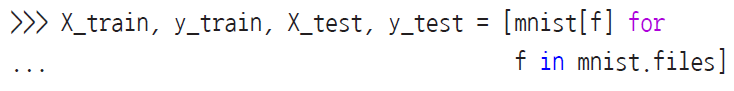 >>> X_train, y_train, X_test, y_test = [mnist[f] for
... f in mnist.files]